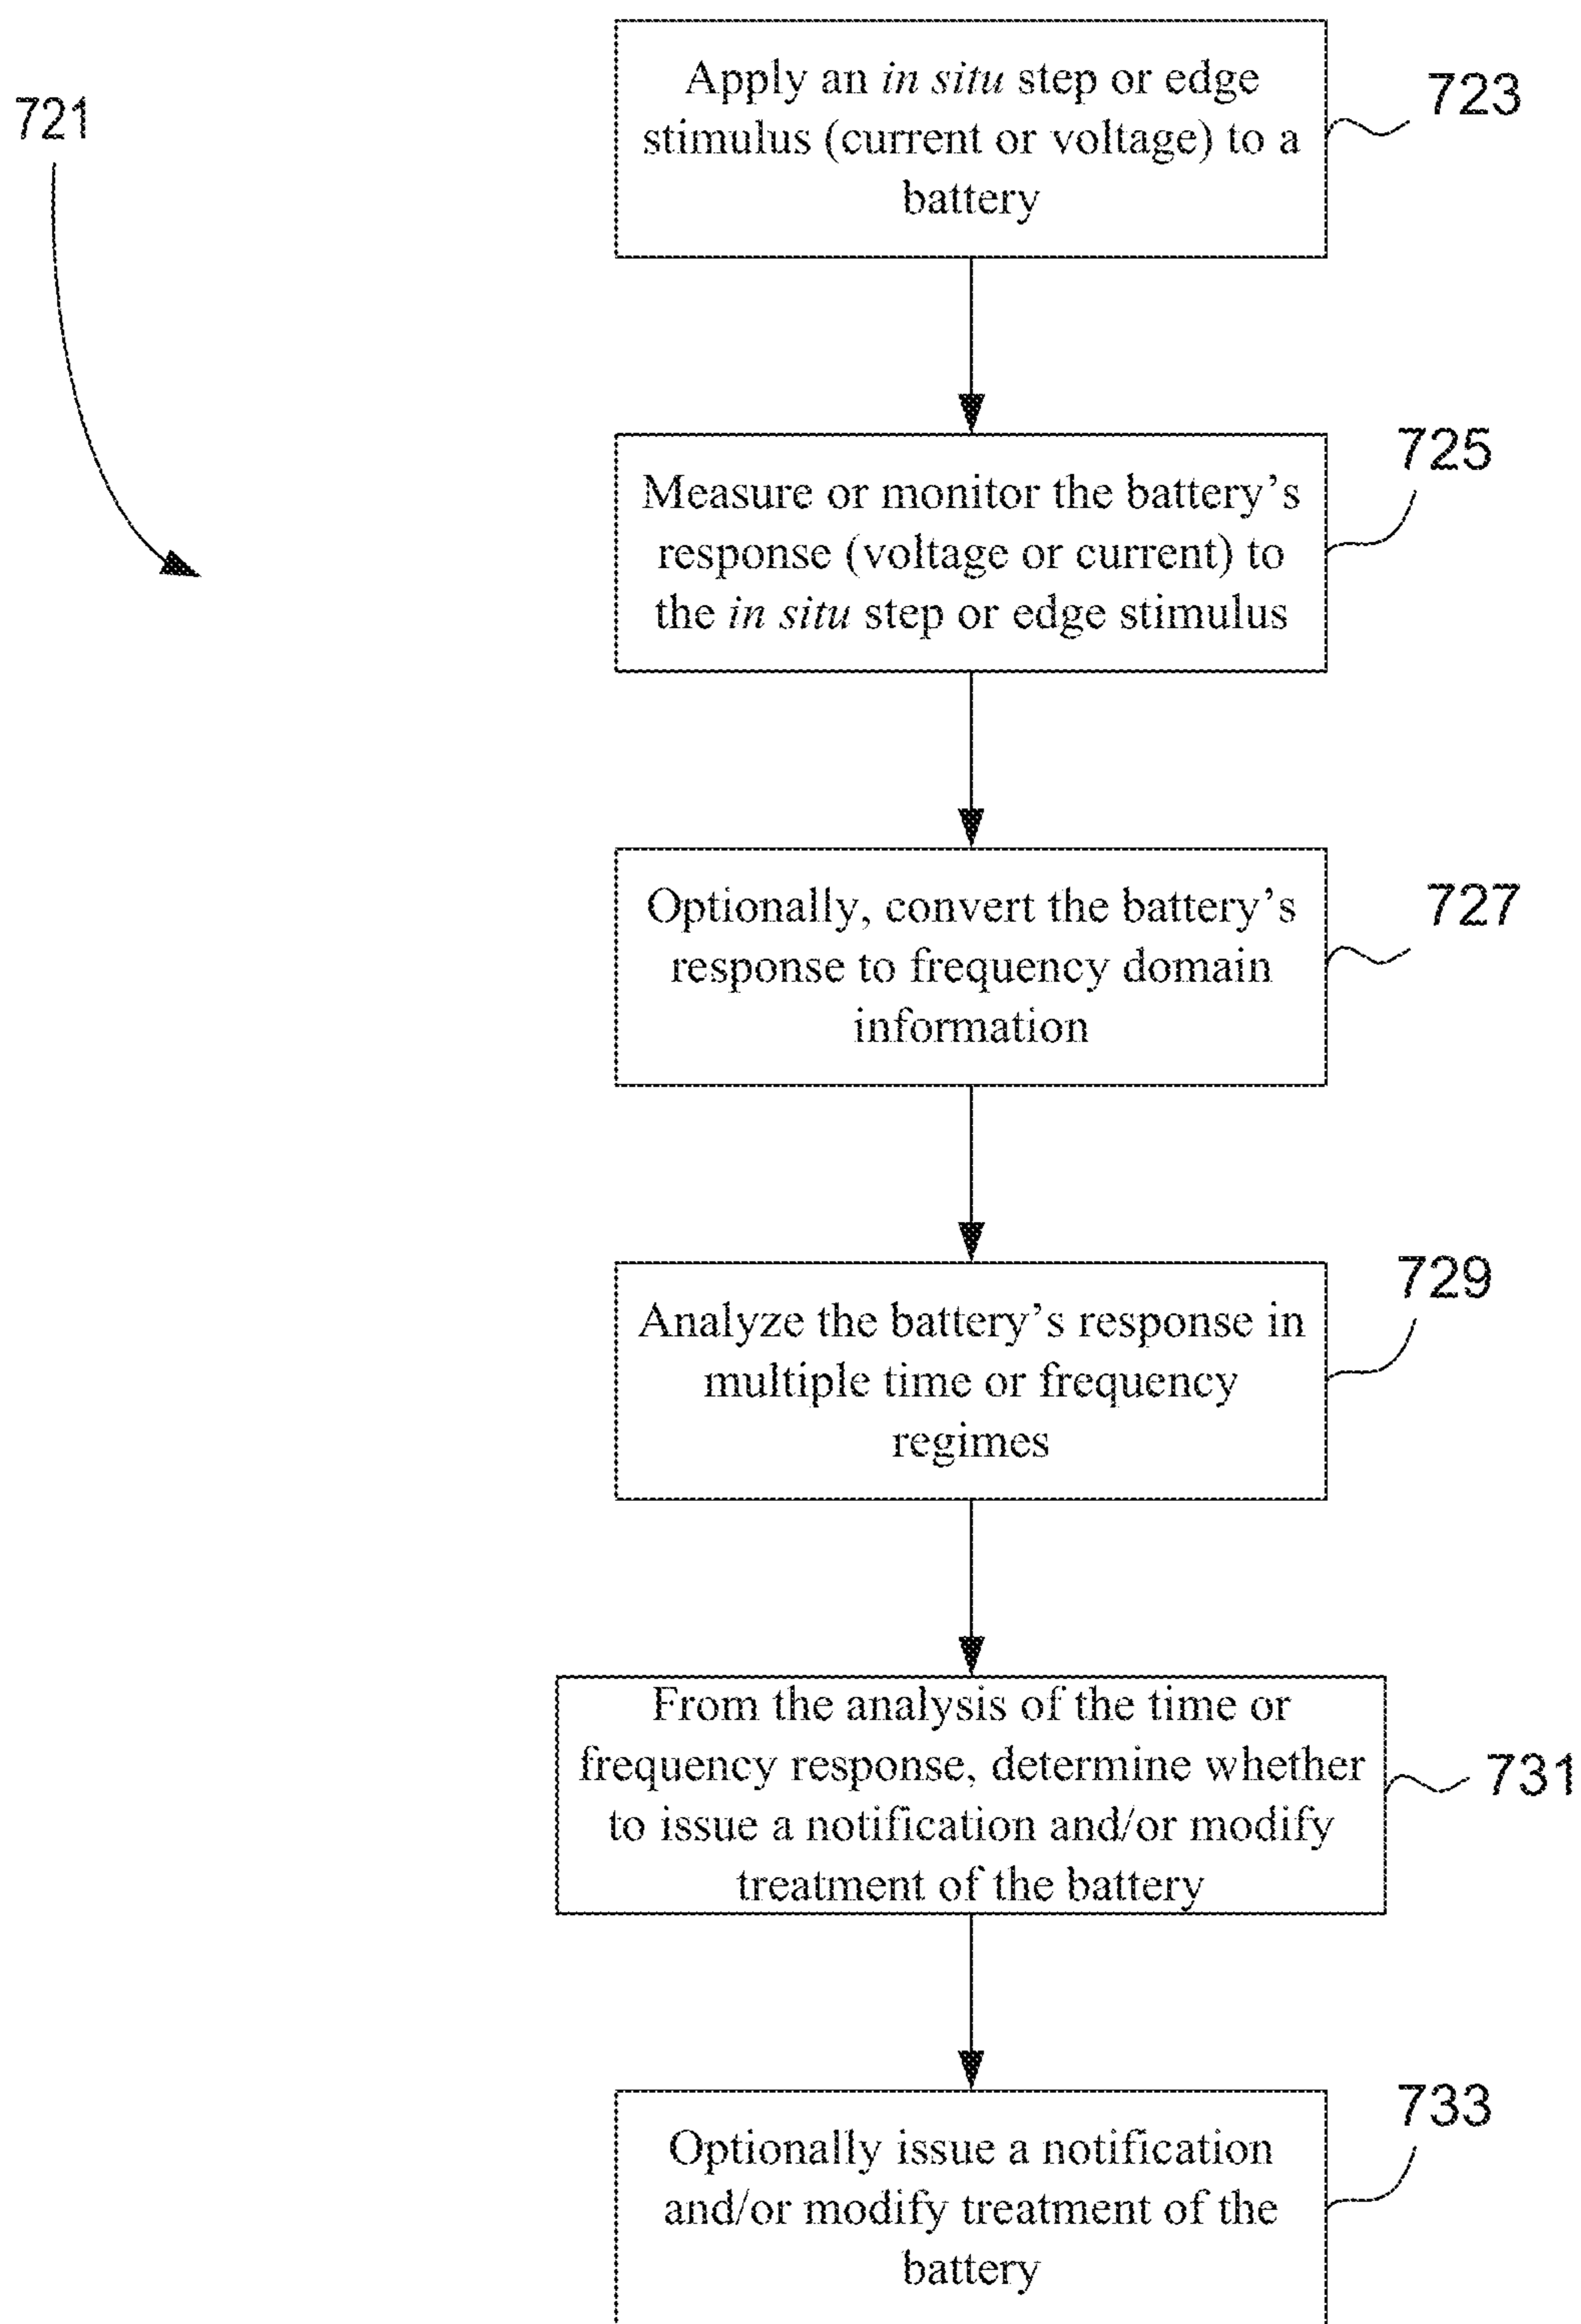 721
Apply an in situ step or edge
stimulus (current or voltage) to a
battery
723
Measure or monitor the battery's
response (voltage or current) to
the in situ step or edge stimulus
725
Optionally, convert the battery's
response to frequency domain
information
727
Analyze the battery's response in
multiple time or frequency
regimes
729
From the analysis of the time or
frequency response, determine whether
to issue a notification and/or modify
treatment of the battery
731
Optionally issue a notification
and/or modify treatment of the
battery
733